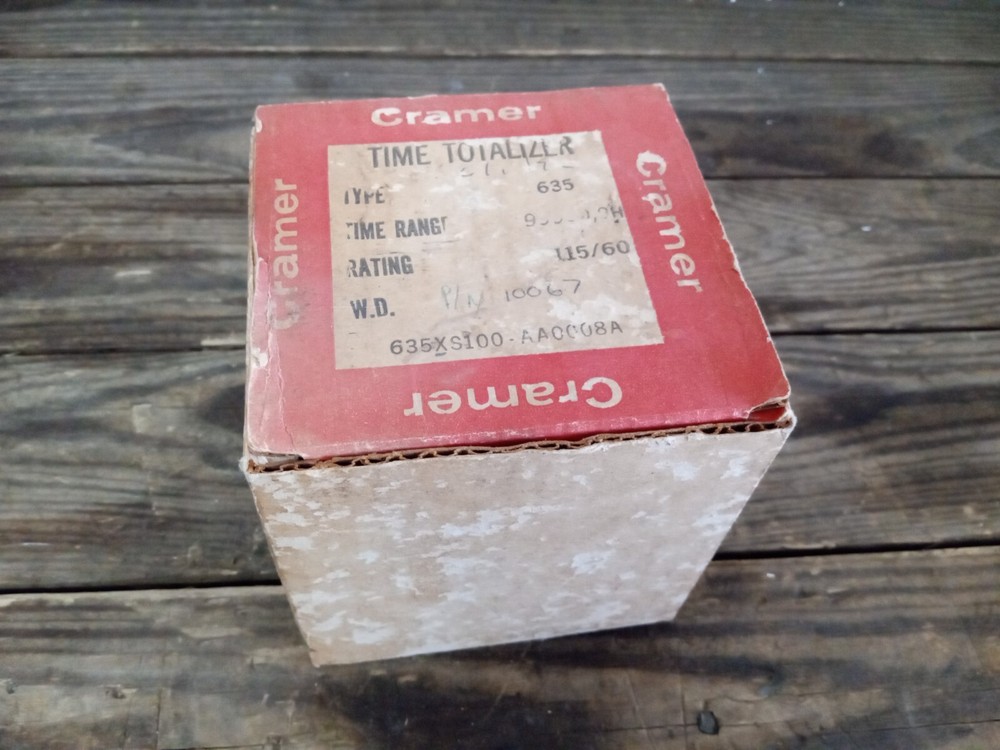 Cramer
TIME TOTALIZER
TYPE 635
TIME RANGE
RATING 115/60
W.D. P/N 10067
635XS100-AA0008A
Cramer
Cramer
Cramer